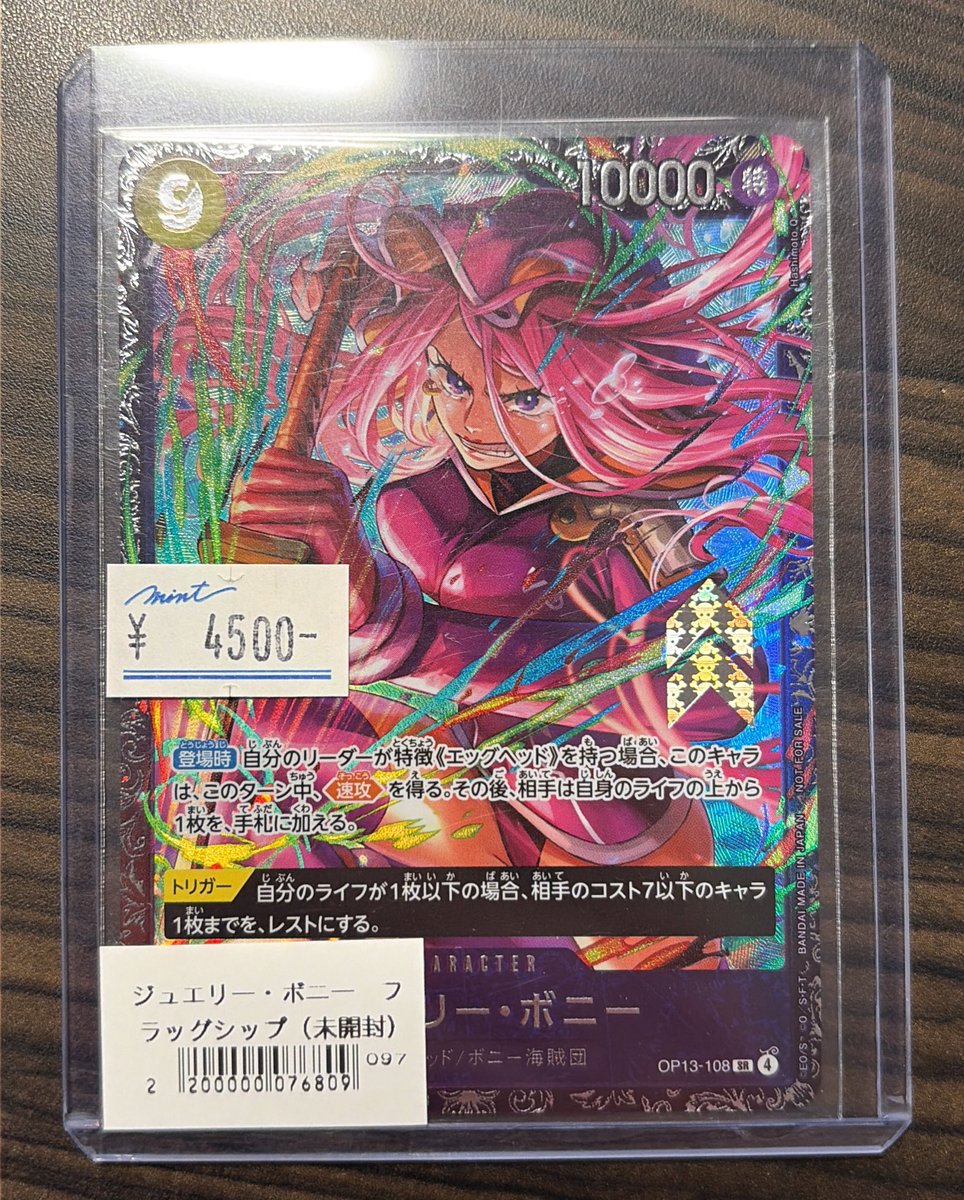 9
10000 特
Hashimoto Q.
mint
¥ 4500-
登場時 自分のリーダーが特徴《エッグヘッド》を持つ場合、このキャラ
は、このターン中、速攻を得る。その後、相手は自身のライフの上から
1枚を、手札に加える。
トリガー 自分のライフが1枚以下の場合、相手のコスト7以下のキャラ
1枚までを、レストにする。
ARACTER
リー・ボニー
ッド/ボニー海賊団
OP13-108 SR 4
BANDAI MADE IN JAPAN NOT FOR SALE
ジュエリー・ボニー フ
ラッグシップ(未開封)
097
2 200000 076809